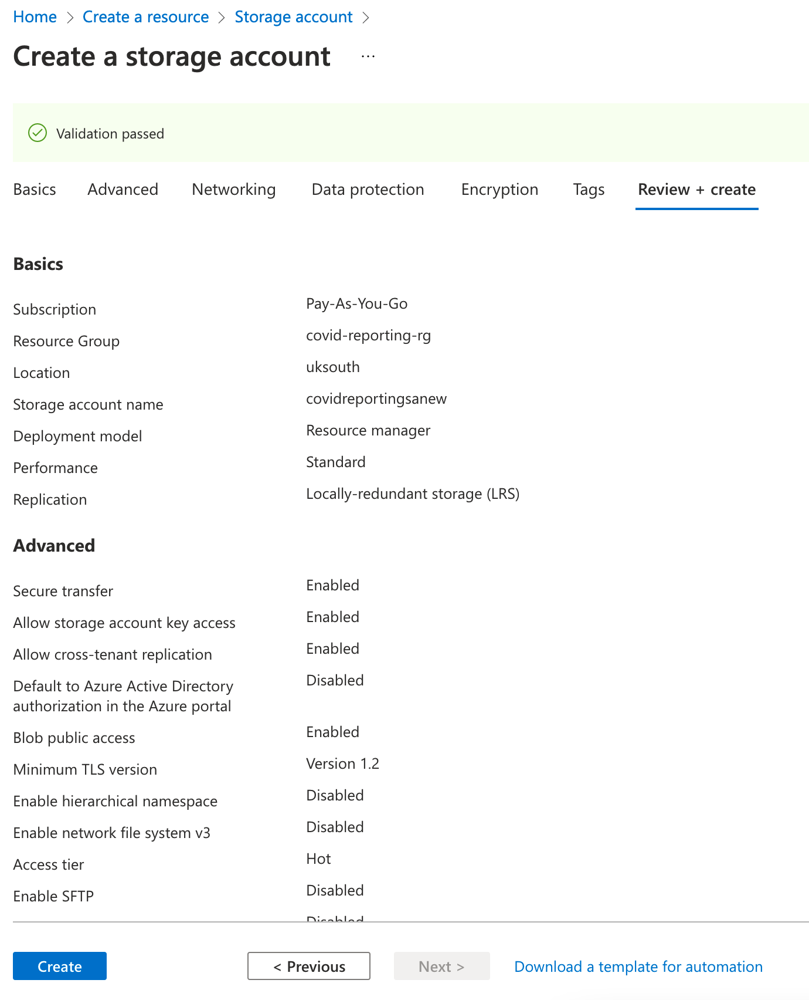 Home > Create a resource > Storage account >
Create a storage account ...
Validation passed
Basics Advanced Networking Data protection Encryption Tags Review + create
Basics
Subscription Pay-As-You-Go
Resource Group covid-reporting-rg
Location uksouth
Storage account name covidreportingsanew
Deployment model Resource manager
Performance Standard
Replication Locally-redundant storage (LRS)
Advanced
Secure transfer Enabled
Allow storage account key access Enabled
Allow cross-tenant replication Enabled
Default to Azure Active Directory Disabled
authorization in the Azure portal
Blob public access Enabled
Minimum TLS version Version 1.2
Enable hierarchical namespace Disabled
Enable network file system v3 Disabled
Access tier Hot
Enable SFTP Disabled
Disabled
Create < Previous Next > Download a template for automation